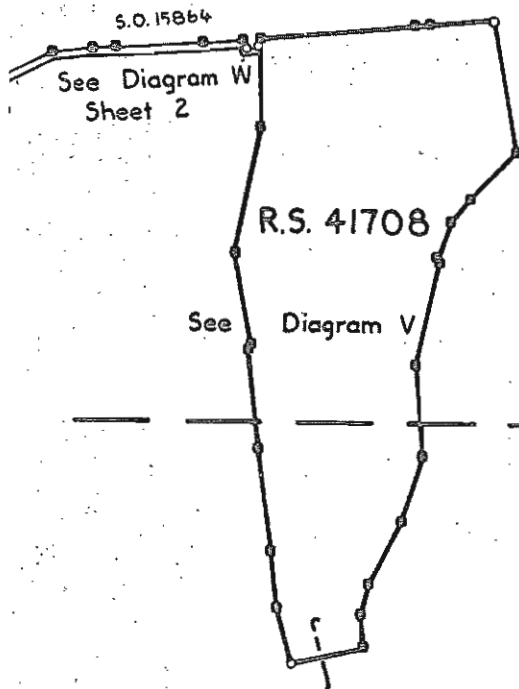 S.O. 15864
See Diagram W
Sheet 2
R.S. 41708
See Diagram V